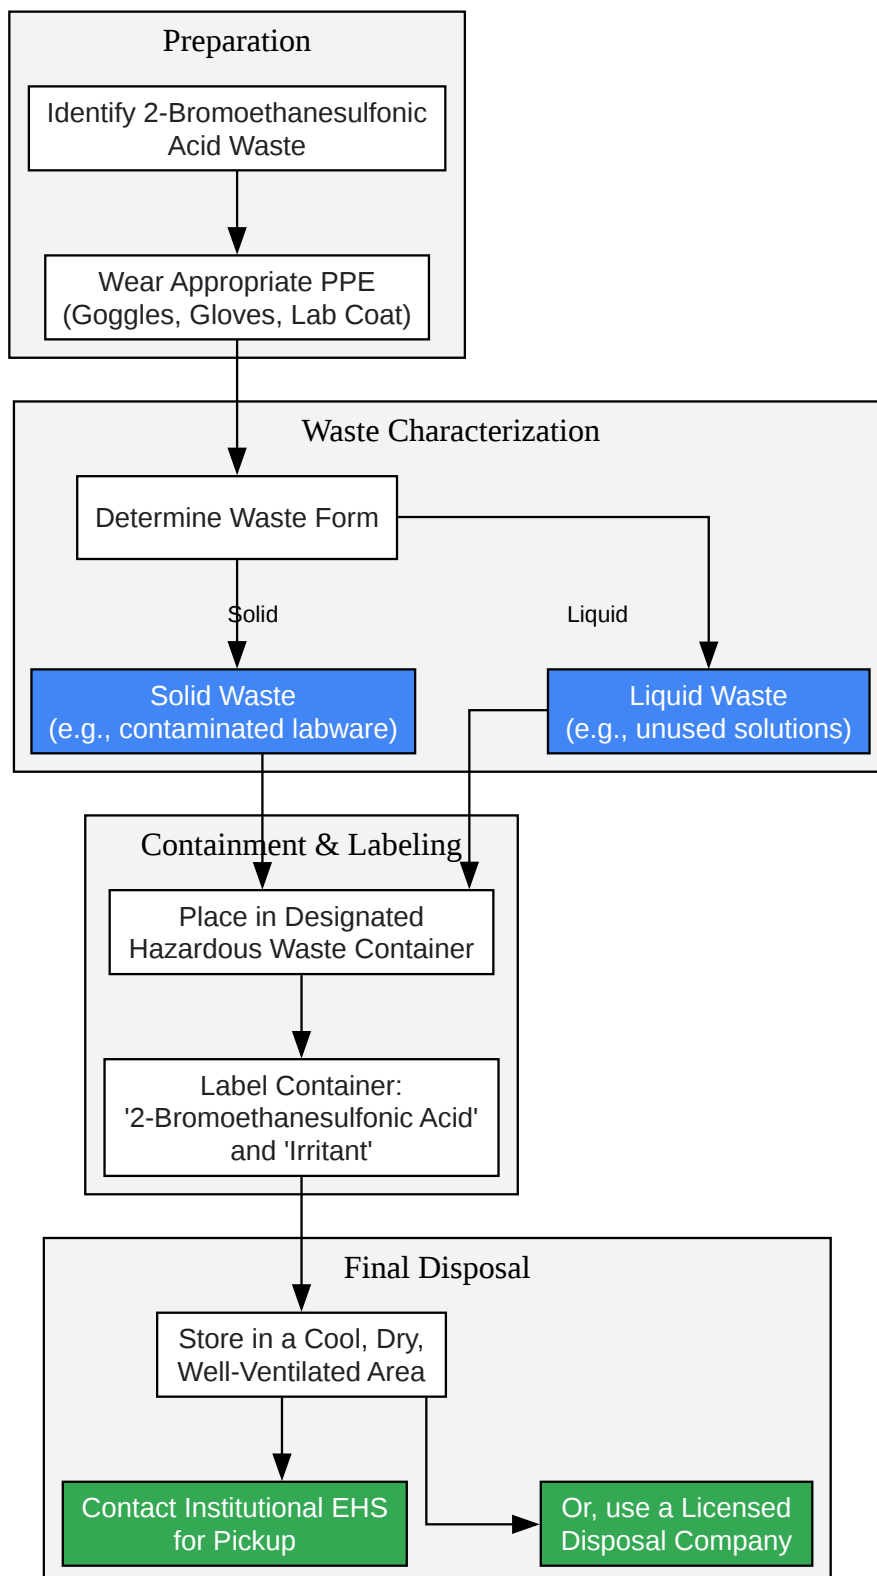 Preparation
Identify 2-Bromoethanesulfonic
Acid Waste
Wear Appropriate PPE
(Goggles, Gloves, Lab Coat)
Waste Characterization
Determine Waste Form
Solid
Liquid
Solid Waste
(e.g., contaminated labware)
Liquid Waste
(e.g., unused solutions)
Containment & Labeling
Place in Designated
Hazardous Waste Container
Label Container:
'2-Bromoethanesulfonic Acid'
and 'Irritant'
Final Disposal
Store in a Cool, Dry,
Well-Ventilated Area
Contact Institutional EHS
for Pickup
Or, use a Licensed
Disposal Company